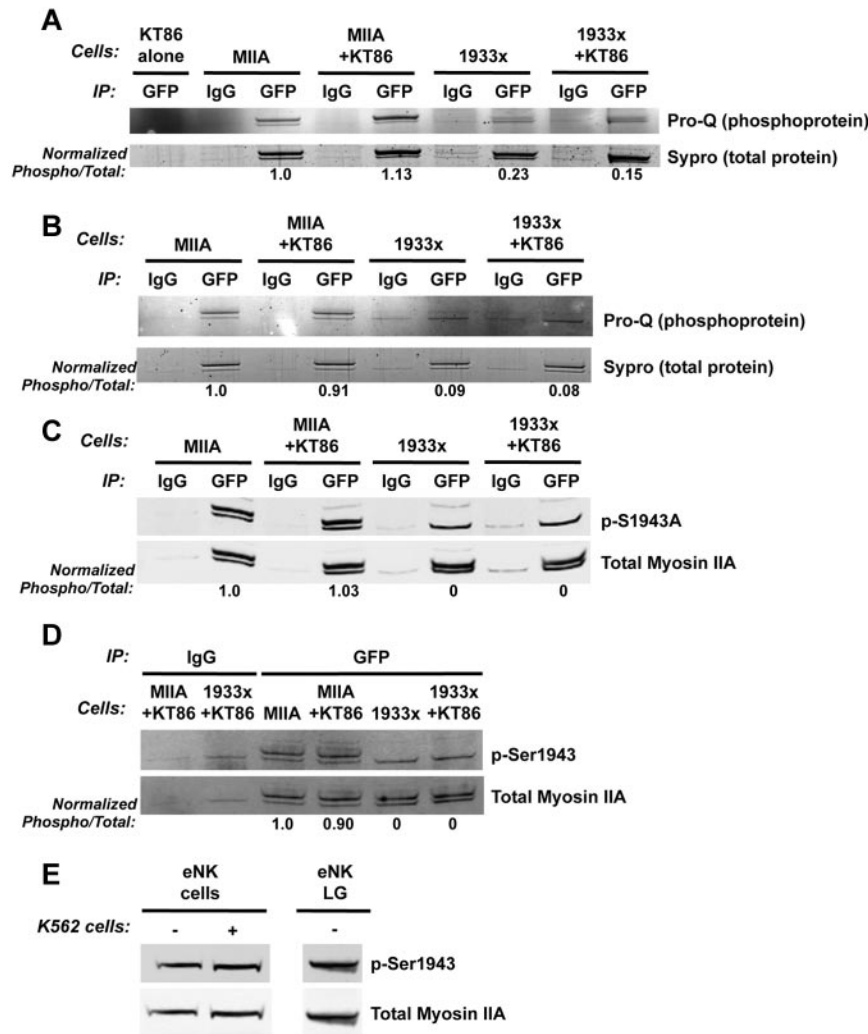 A
Cells: KT86 alone MIIA MIIA +KT86 1933x 1933x +KT86
IP: GFP IgG GFP IgG GFP IgG GFP IgG GFP
Pro-Q (phosphoprotein)
Sypro (total protein)
Normalized Phospho/Total: 1.0 1.13 0.23 0.15
B
Cells: MIIA MIIA +KT86 1933x 1933x +KT86
IP: IgG GFP IgG GFP IgG GFP IgG GFP
Pro-Q (phosphoprotein)
Sypro (total protein)
Normalized Phospho/Total: 1.0 0.91 0.09 0.08
C
Cells: MIIA MIIA +KT86 1933x 1933x +KT86
IP: IgG GFP IgG GFP IgG GFP IgG GFP
p-S1943A
Total Myosin IIA
Normalized Phospho/Total: 1.0 1.03 0 0
D
IP: IgG GFP
Cells: MIIA +KT86 1933x +KT86 MIIA MIIA +KT86 1933x 1933x +KT86
p-Ser1943
Total Myosin IIA
Normalized Phospho/Total: 1.0 0.90 0 0
E
eNK cells eNK LG
K562 cells: - + -
p-Ser1943
Total Myosin IIA